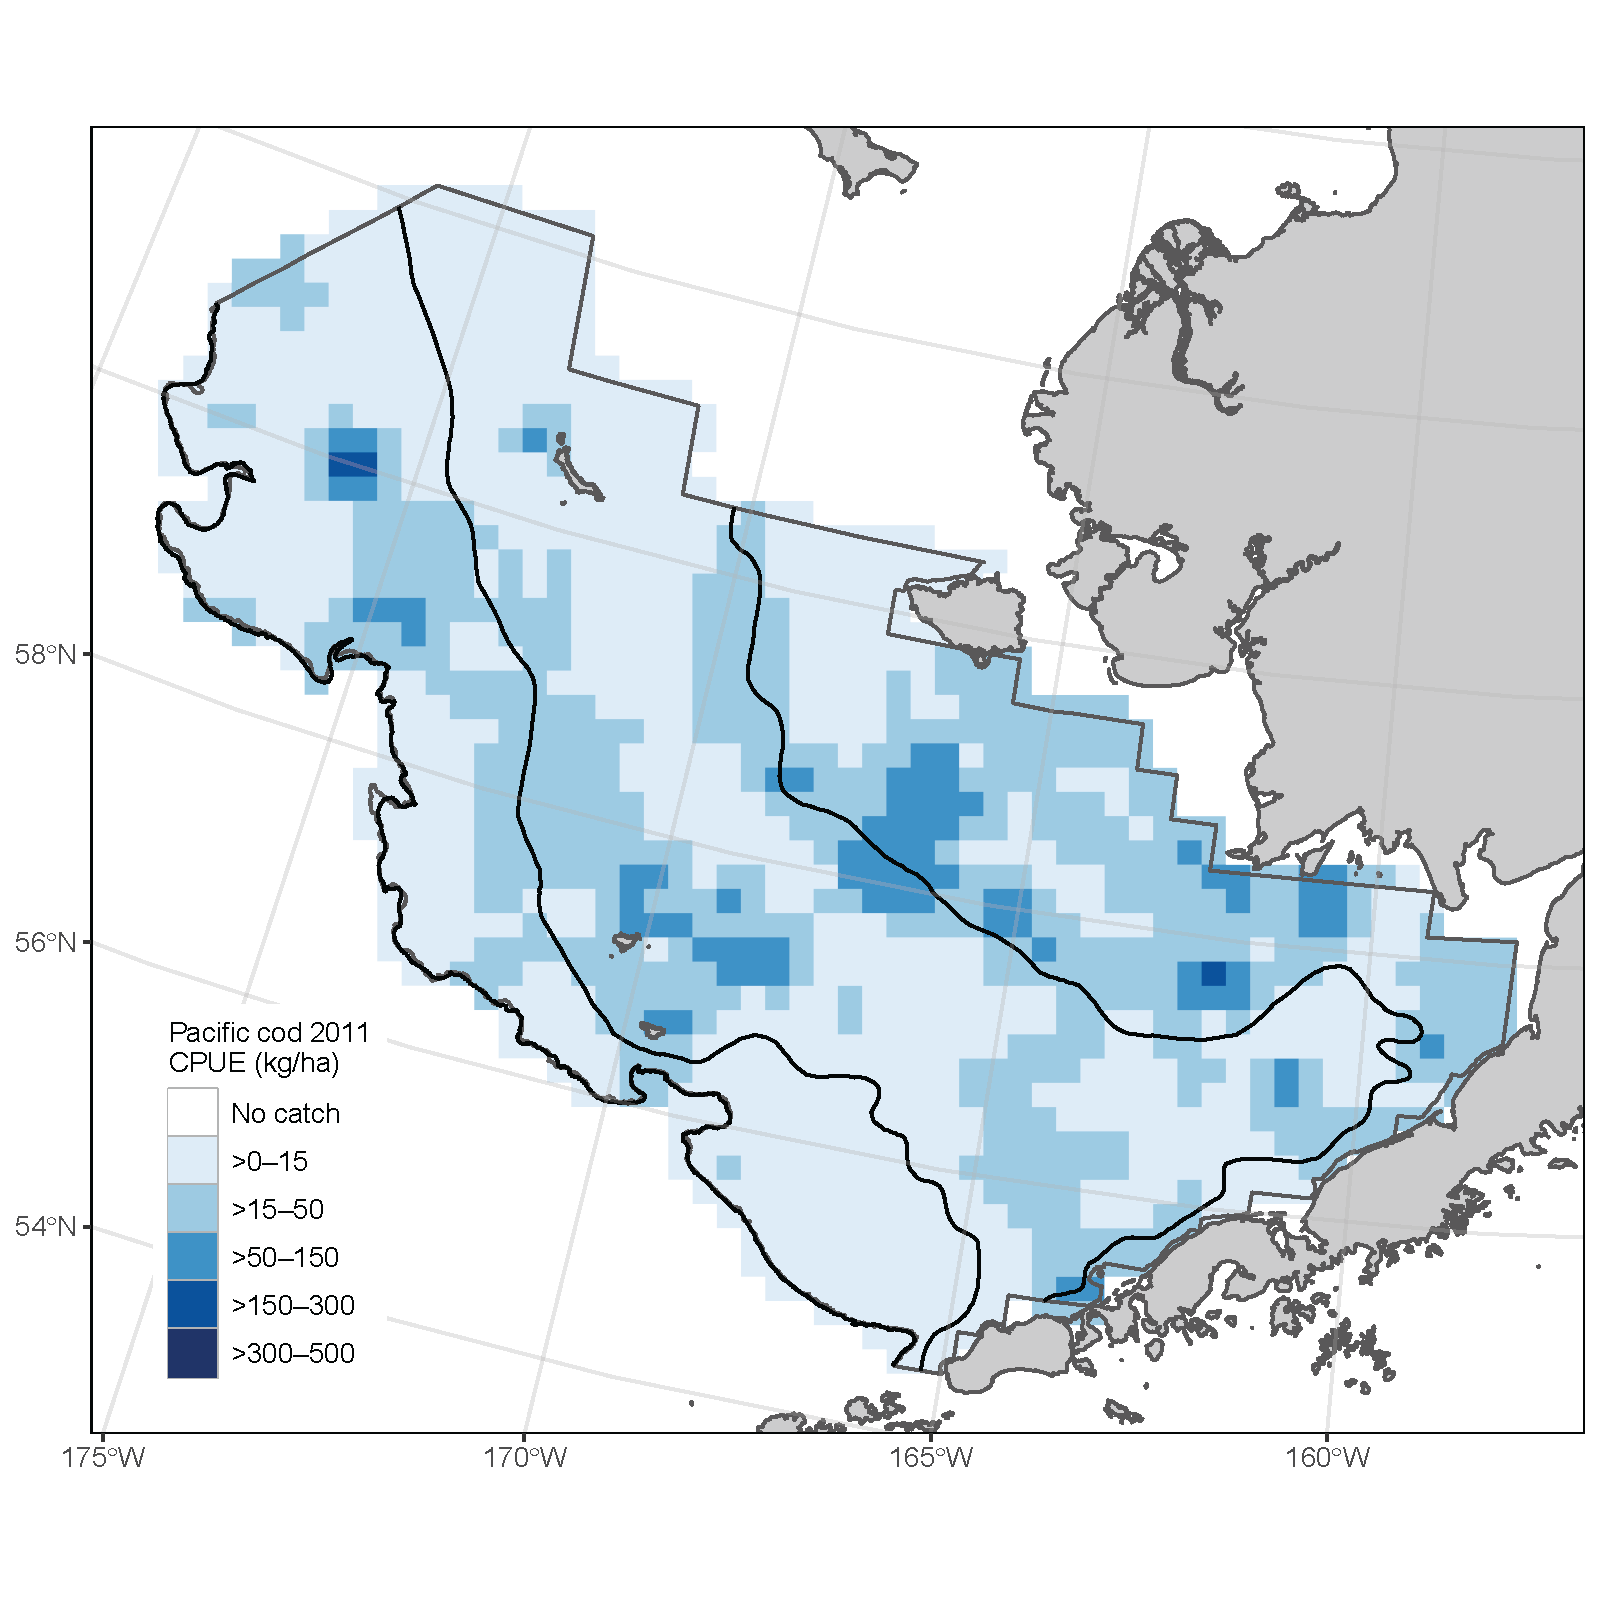 58°N
56°N
54°N
Pacific cod 2011
CPUE (kg/ha)
No catch
>0–15
>15–50
>50–150
>150–300
>300–500
175°W
170°W
165°W
160°W